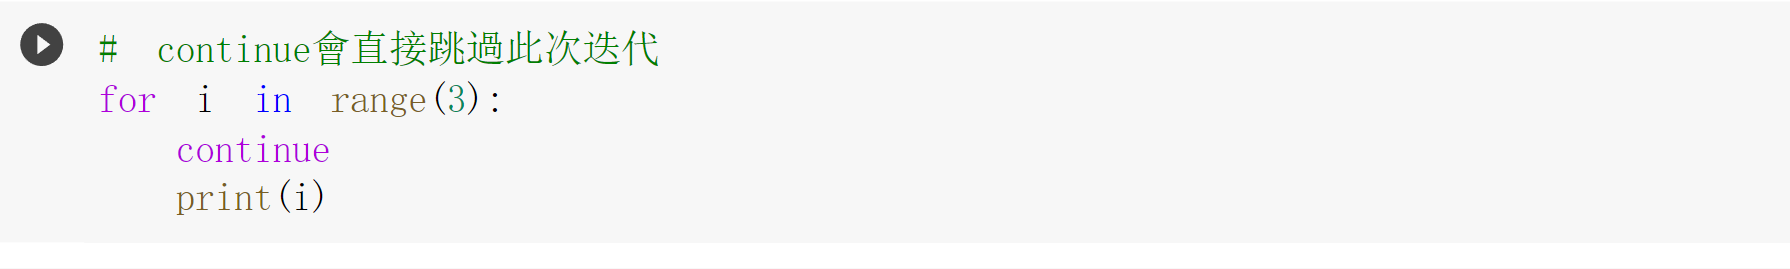 # continue會直接跳過此次迭代
for i in range(3):
    continue
    print(i)